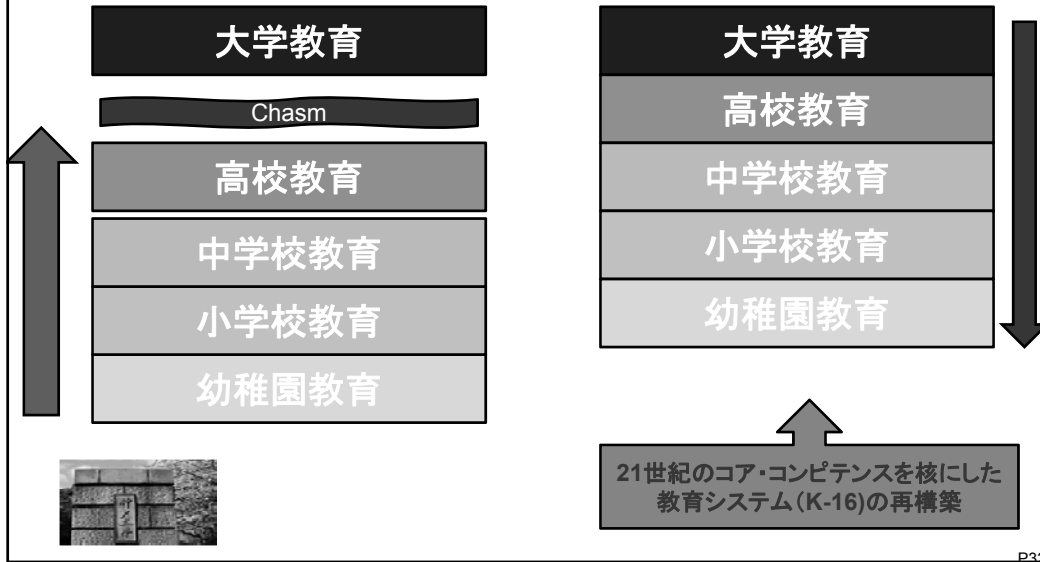 大学教育
Chasm
高校教育
中学校教育
小学校教育
幼稚園教育
大学教育
高校教育
中学校教育
小学校教育
幼稚園教育
21世紀のコア・コンピテンスを核にした
教育システム(K-16)の再構築